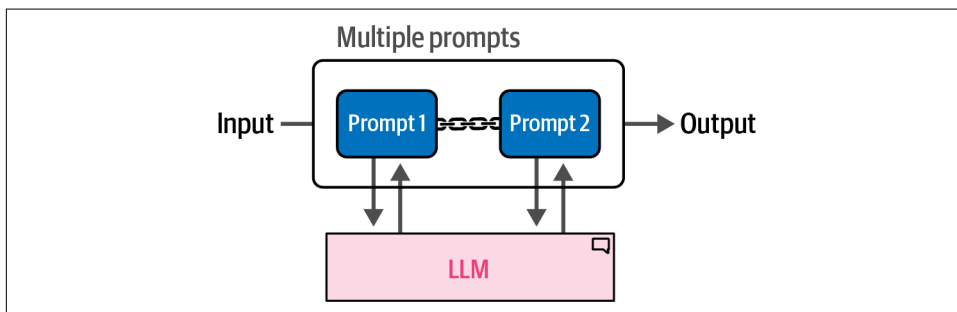 Multiple prompts
Input
Prompt 1
Prompt 2
Output
LLM